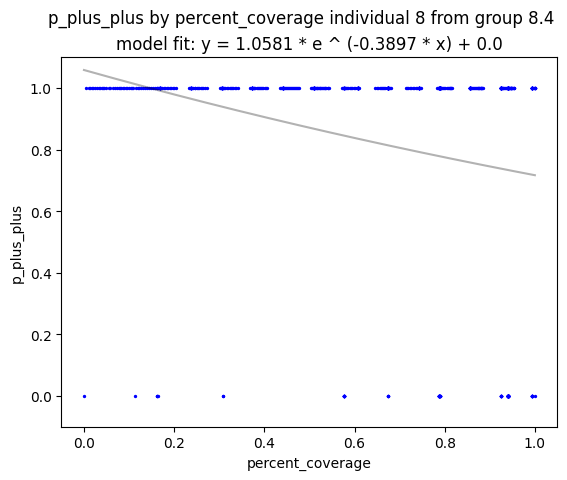 p_plus_plus by percent_coverage individual 8 from group 8.4
model fit: y = 1.0581 * e ^ (-0.3897 * x) + 0.0
1.0
0.8
0.6
0.4
0.2
0.0
p_plus_plus
0.0 0.2 0.4 0.6 0.8 1.0
percent_coverage